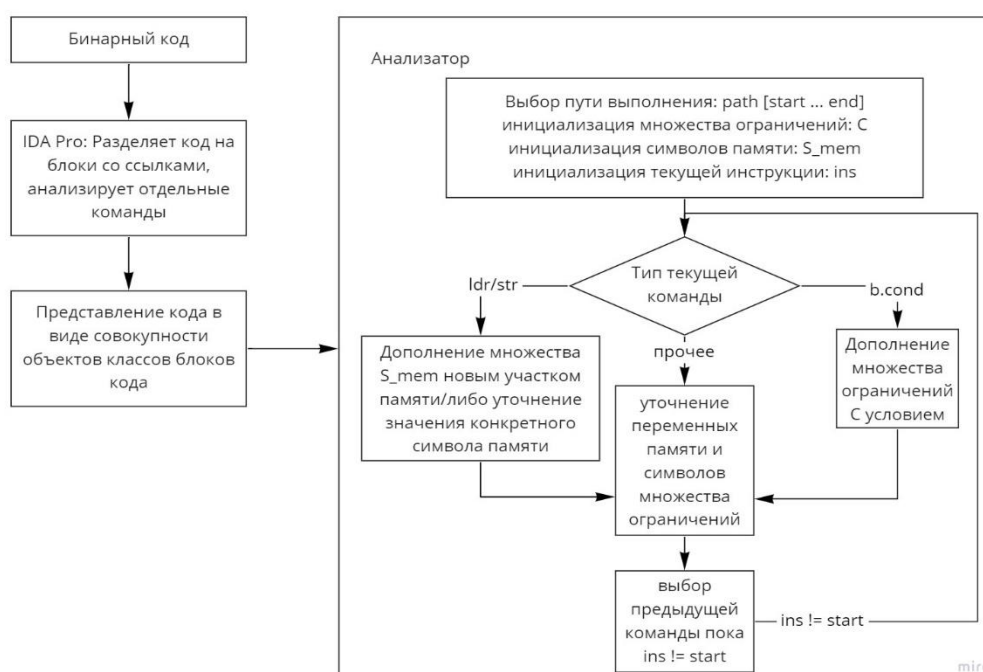 Бинарный код
IDA Pro: Разделяет код на
блоки со ссылками,
анализирует отдельные
команды
Представление кода в
виде совокупности
объектов классов блоков
кода
Анализатор
Выбор пути выполнения: path [start ... end]
инициализация множества ограничений: C
инициализация символов памяти: S_mem
инициализация текущей инструкции: ins
Тип текущей
команды
ldr/str
прочее
b.cond
Дополнение множества
S_mem новым участком
памяти/либо уточнение
значения конкретного
символа памяти
уточнение
переменных
памяти и
символов
множества
ограничений
Дополнение
множества
ограничений
C условием
выбор
предыдущей
команды пока
ins != start
ins != start
miro